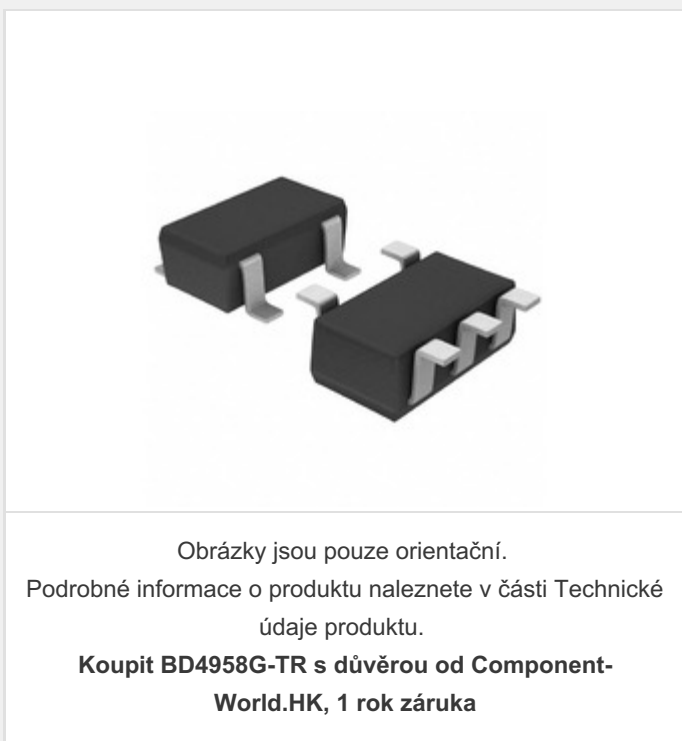 Obrázky jsou pouze orientační.
Podrobné informace o produktu naleznete v části Technické
údaje produktu.
Koupit BD4958G-TR s důvěrou od Component-
World.HK, 1 rok záruka